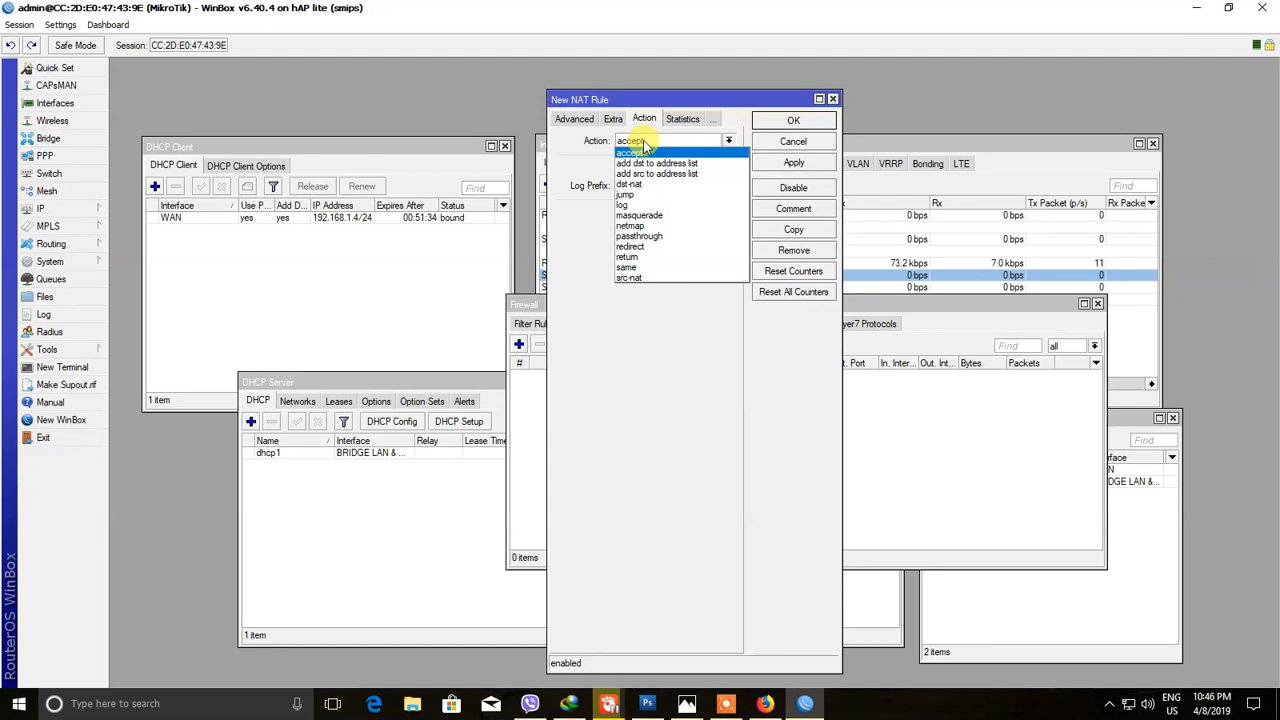 admin@CC:2D:E0:47:43:9E (MikroTik) - WinBox v6.40.4 on hAP lite (smips)
Session Settings Dashboard
Safe Mode Session: CC:2D:E0:47:43:9E
Quick Set
CAPsMAN
Interfaces
Wireless
Bridge
PPP
Switch
Mesh
IP
MPLS
Routing
System
Queues
Files
Log
Radius
Tools
New Terminal
Make Supout.rif
Manual
New WinBox
Exit
RouterOS WinBox
DHCP Client
DHCP Client DHCP Client Options
Release Renew Find
Interface Use P... Add D... IP Address Expires After Status
WAN yes yes 192.168.1.4/24 00:51:34 bound
1 item
DHCP Server
DHCP Networks Leases Options Option Sets Alerts
DHCP Config DHCP Setup
Name Interface Relay Lease Time
dhcp1 BRIDGE LAN & ...
1 item
New NAT Rule
Advanced Extra Action Statistics ...
Action: accept
accept
add dst to address list
add src to address list
dst-nat
jump
log
masquerade
netmap
passthrough
redirect
return
same
src-nat
Log Prefix:
OK
Cancel
Apply
Disable
Comment
Copy
Remove
Reset Counters
Reset All Counters
enabled
VLAN VRRP Bonding LTE
Find
Rx Tx Packet (p/s) Rx Packe
0 bps 0 bps
0 bps 0 bps
73.2 kbps 7.0 kbps 11
0 bps 0 bps
0 bps 0 bps
Firewall
Filter Rul
yer7 Protocols
Find all
# t. Port In. Inter... Out. Int... Bytes Packets
0 items
Find
rface
N
DGE LAN &...
2 items
Type here to search
ENG
US
10:46 PM
4/8/2019